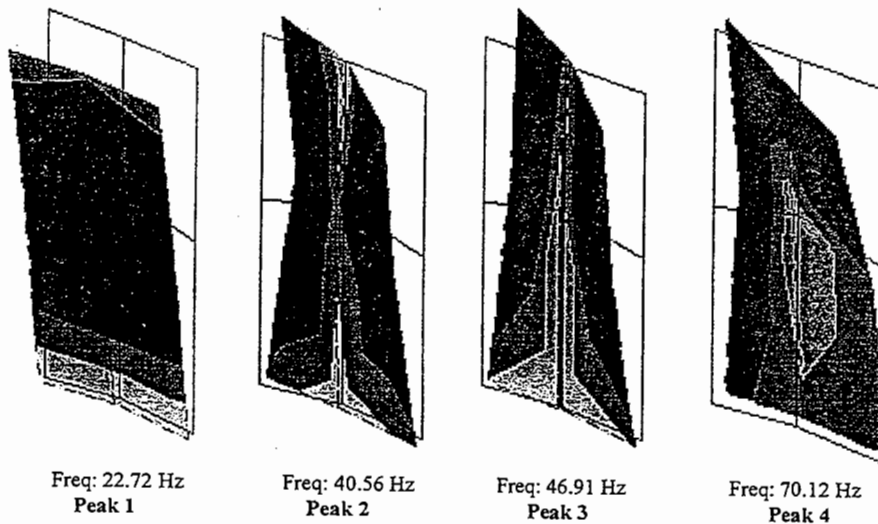 Freq: 22.72 Hz
Peak 1
Freq: 40.56 Hz
Peak 2
Freq: 46.91 Hz
Peak 3
Freq: 70.12 Hz
Peak 4